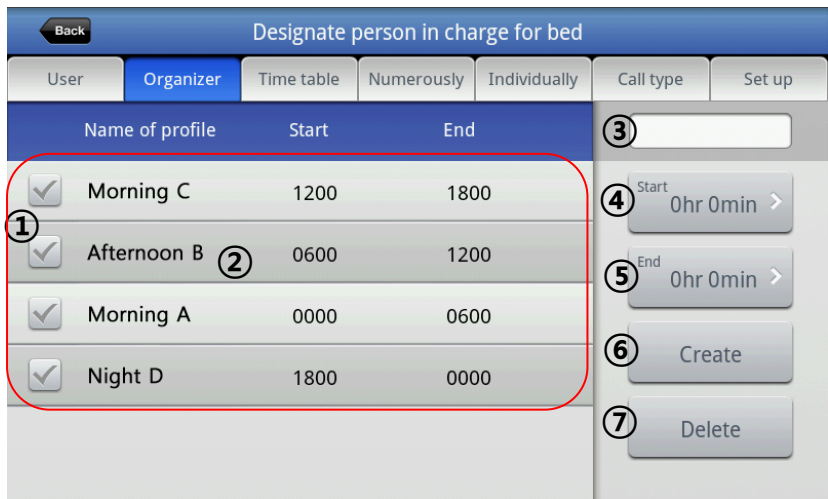 Back Designate person in charge for bed
User Organizer Time table Numerously Individually Call type Set up
Name of profile Start End ③
① Morning C 1200 1800
④ Start 0hr 0min >
Afternoon B ② 0600 1200
⑤ End 0hr 0min >
Morning A 0000 0600
⑥ Create
Night D 1800 0000
⑦ Delete